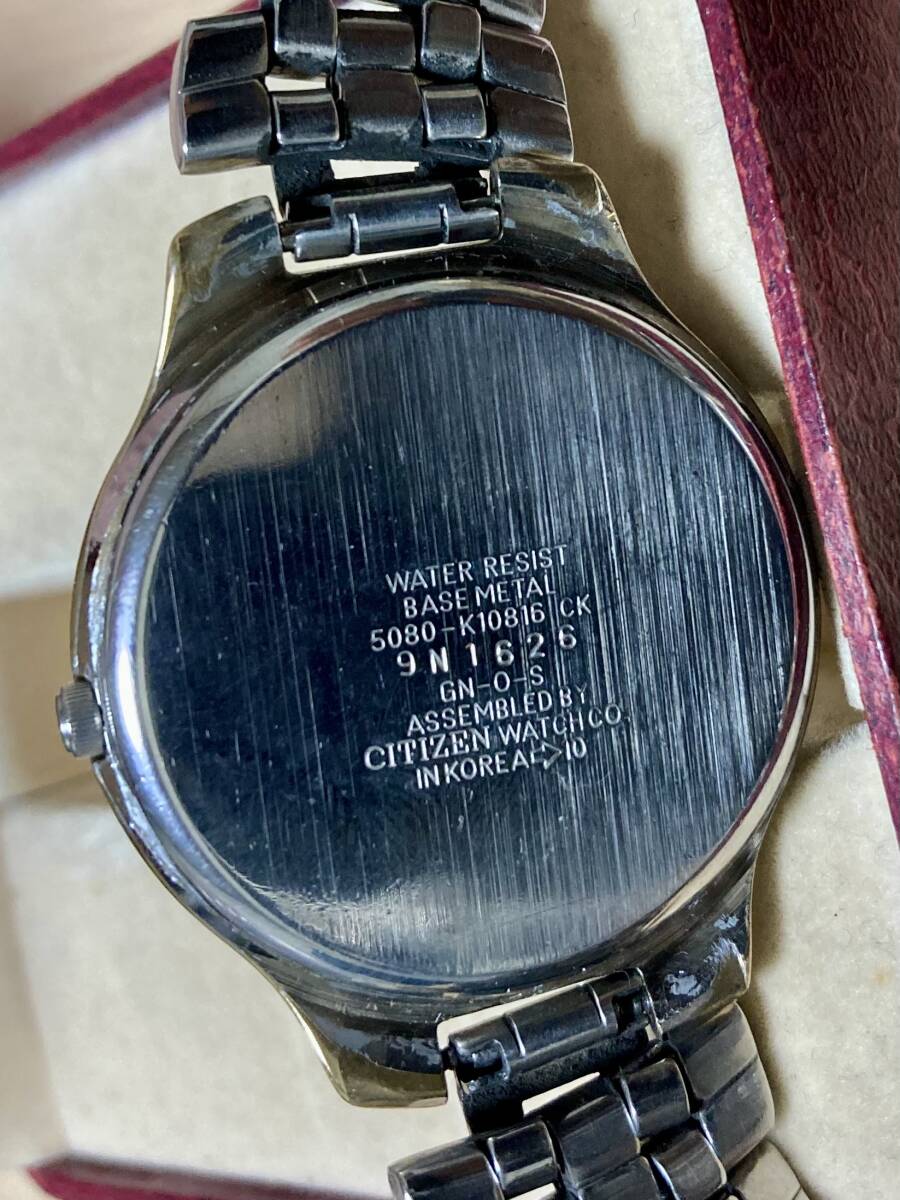 WATER RESIST
BASE METAL
5080-K10816 CK
9N1626
GN-0-S
ASSEMBLED BY
CITIZEN WATCH CO.
IN KOREA 10